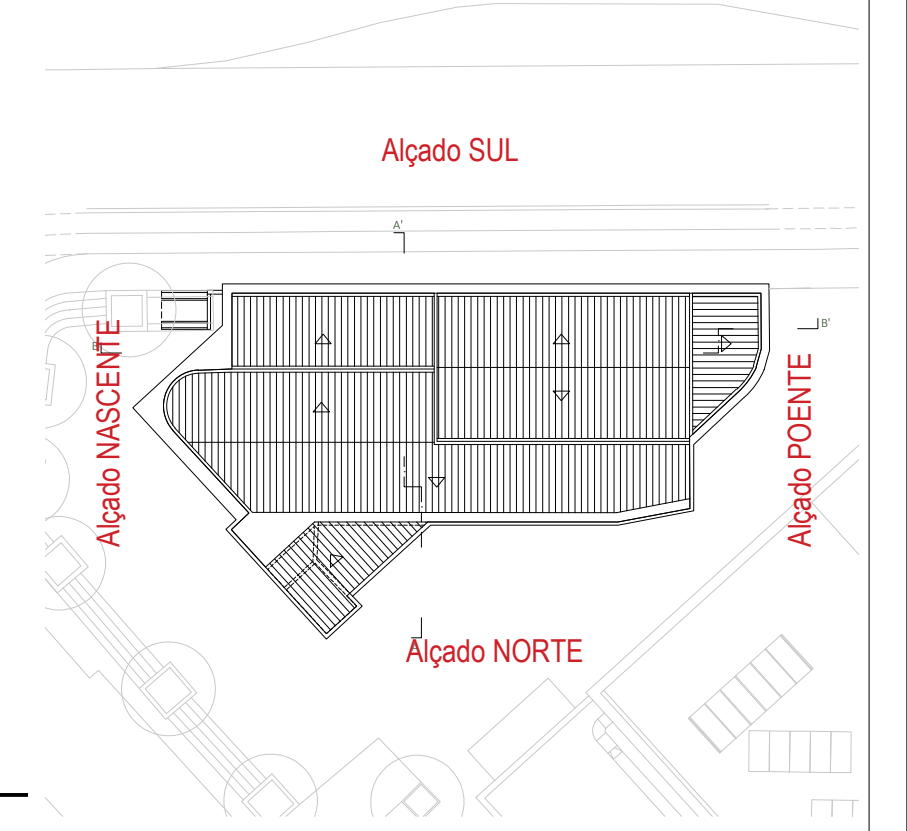 Alçado SUL
A'
B'
B
Alçado NASCENTE
Alçado POENTE
Alçado NORTE